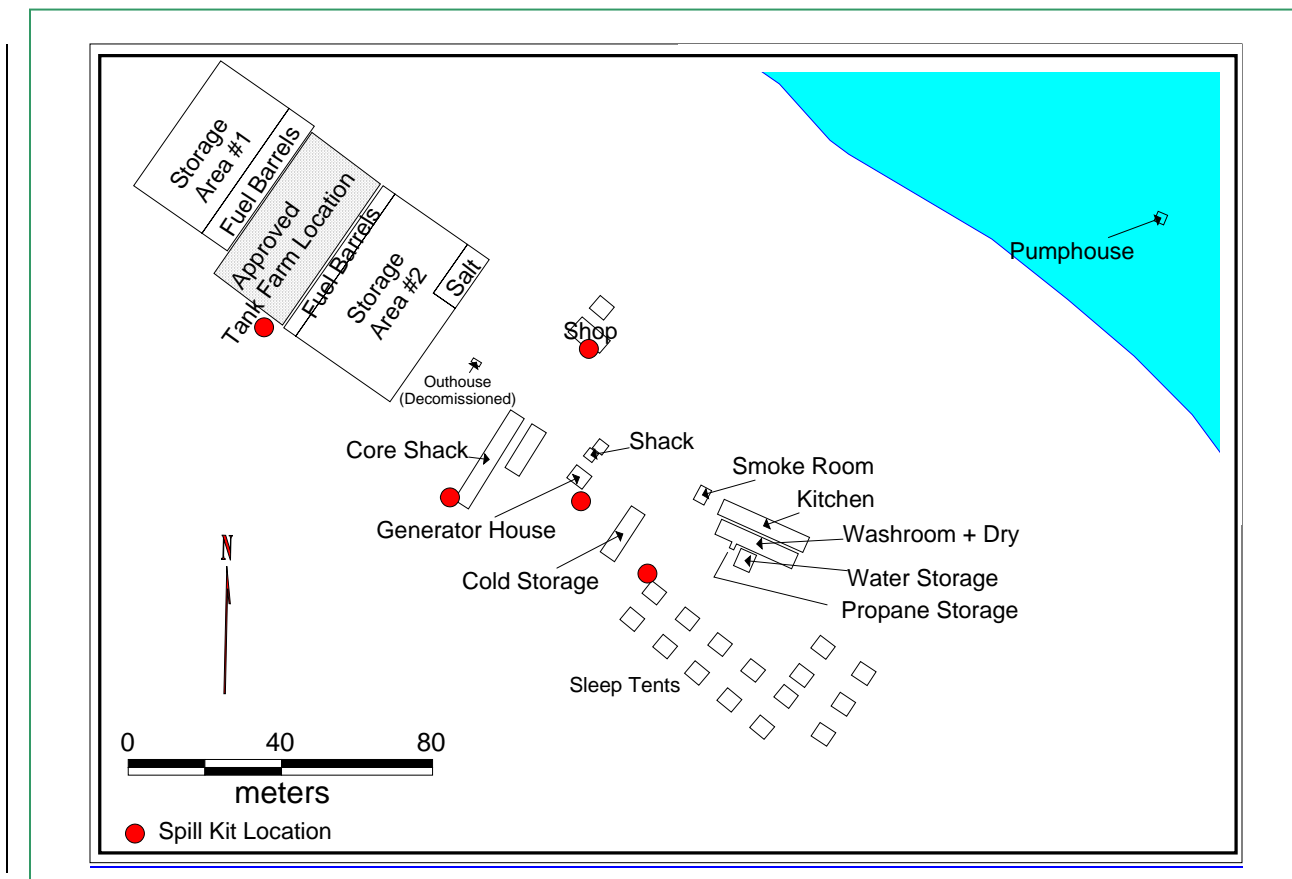 Storage
Area #1
Fuel Barrels
Approved
Tank Farm Location
Fuel Barrels
Storage
Area #2
Salt
Pumphouse
Shop
Outhouse
(Decomissioned)
Core Shack
Shack
Smoke Room
Kitchen
Generator House
Washroom + Dry
Cold Storage
Water Storage
Propane Storage
N
Sleep Tents
0 40 80
meters
Spill Kit Location